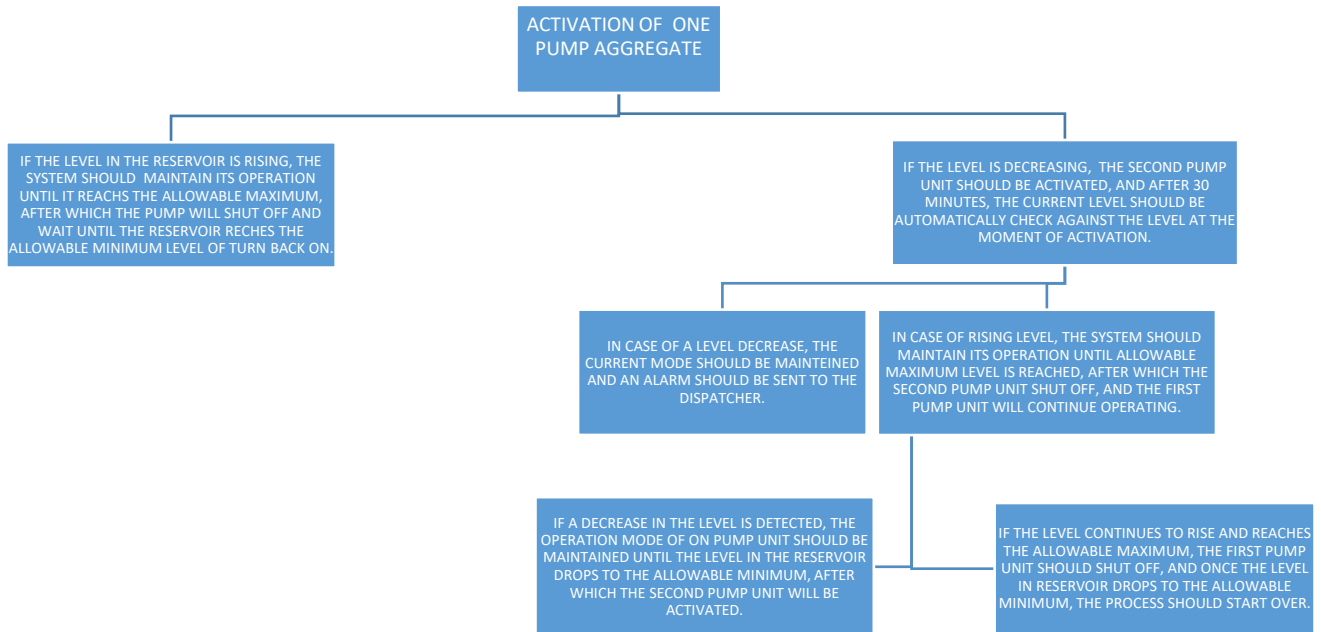 ACTIVATION OF ONE
PUMP AGGREGATE
IF THE LEVEL IN THE RESERVOIR IS RISING, THE
SYSTEM SHOULD MAINTAIN ITS OPERATION
UNTIL IT REACHS THE ALLOWABLE MAXIMUM,
AFTER WHICH THE PUMP WILL SHUT OFF AND
WAIT UNTIL THE RESERVOIR RECHES THE
ALLOWABLE MINIMUM LEVEL OF TURN BACK ON.
IF THE LEVEL IS DECREASING, THE SECOND PUMP
UNIT SHOULD BE ACTIVATED, AND AFTER 30
MINUTES, THE CURRENT LEVEL SHOULD BE
AUTOMATICALLY CHECK AGAINST THE LEVEL AT THE
MOMENT OF ACTIVATION.
IN CASE OF A LEVEL DECREASE, THE
CURRENT MODE SHOULD BE MAINTEINED
AND AN ALARM SHOULD BE SENT TO THE
DISPATCHER.
IN CASE OF RISING LEVEL, THE SYSTEM SHOULD
MAINTAIN ITS OPERATION UNTIL ALLOWABLE
MAXIMUM LEVEL IS REACHED, AFTER WHICH THE
SECOND PUMP UNIT SHUT OFF, AND THE FIRST
PUMP UNIT WILL CONTINUE OPERATING.
IF A DECREASE IN THE LEVEL IS DETECTED, THE
OPERATION MODE OF ON PUMP UNIT SHOULD BE
MAINTAINED UNTIL THE LEVEL IN THE RESERVOIR
DROPS TO THE ALLOWABLE MINIMUM, AFTER
WHICH THE SECOND PUMP UNIT WILL BE
ACTIVATED.
IF THE LEVEL CONTINUES TO RISE AND REACHES
THE ALLOWABLE MAXIMUM, THE FIRST PUMP
UNIT SHOULD SHUT OFF, AND ONCE THE LEVEL
IN RESERVOIR DROPS TO THE ALLOWABLE
MINIMUM, THE PROCESS SHOULD START OVER.